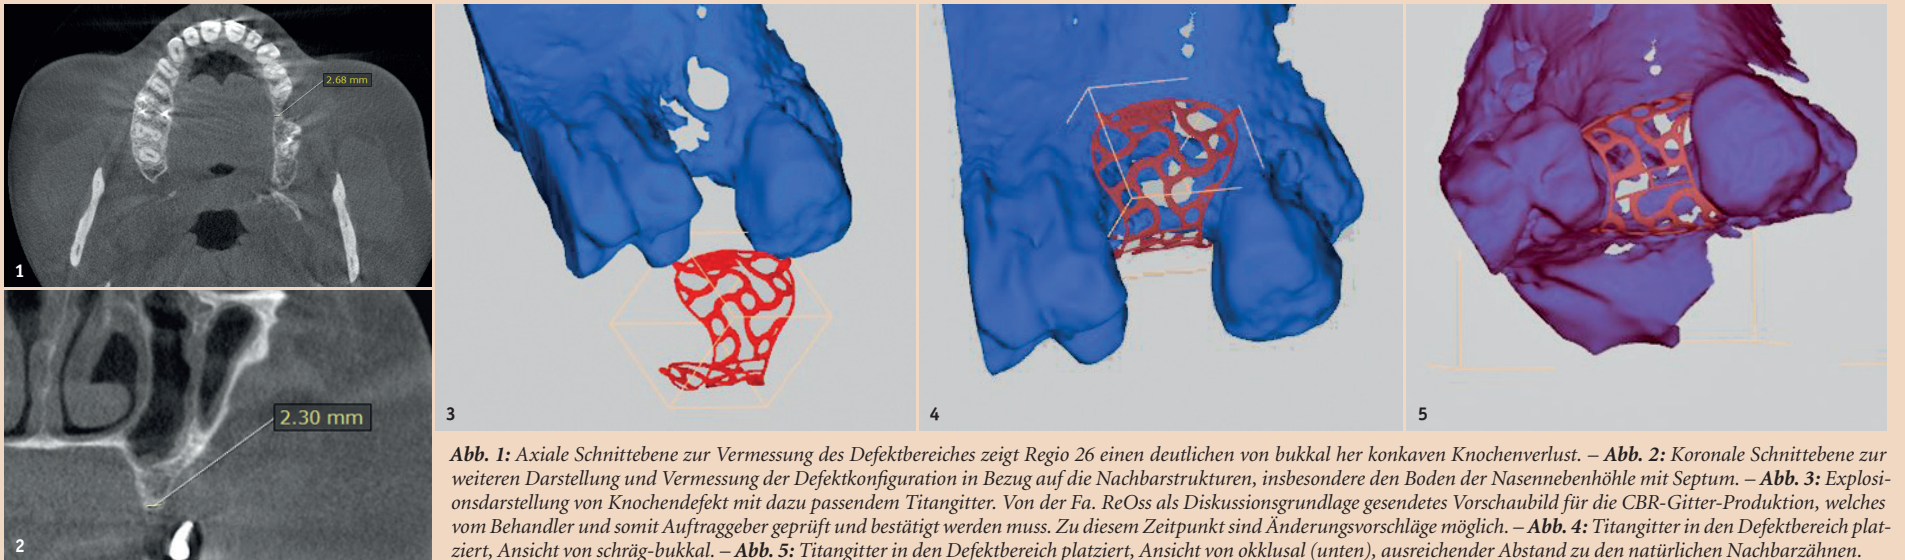 2.68 mm
1
2.30 mm
2
3
4
5
Abb. 1: Axiale Schnittebene zur Vermessung des Defektbereiches zeigt Regio 26 einen deutlichen von bukkal her konkaven Knochenverlust. – Abb. 2: Koronale Schnittebene zur
weiteren Darstellung und Vermessung der Defektkonfiguration in Bezug auf die Nachbarstrukturen, insbesondere den Boden der Nasennebenhöhle mit Septum. – Abb. 3: Explosi-
onsdarstellung von Knochendefekt mit dazu passendem Titangitter. Von der Fa. ReOss als Diskussionsgrundlage gesendetes Vorschaubild für die CBR-Gitter-Produktion, welches
vom Behandler und somit Auftraggeber geprüft und bestätigt werden muss. Zu diesem Zeitpunkt sind Änderungsvorschläge möglich. – Abb. 4: Titangitter in den Defektbereich plat-
ziert, Ansicht von schräg-bukkal. – Abb. 5: Titangitter in den Defektbereich platziert, Ansicht von okklusal (unten), ausreichender Abstand zu den natürlichen Nachbarzähnen.